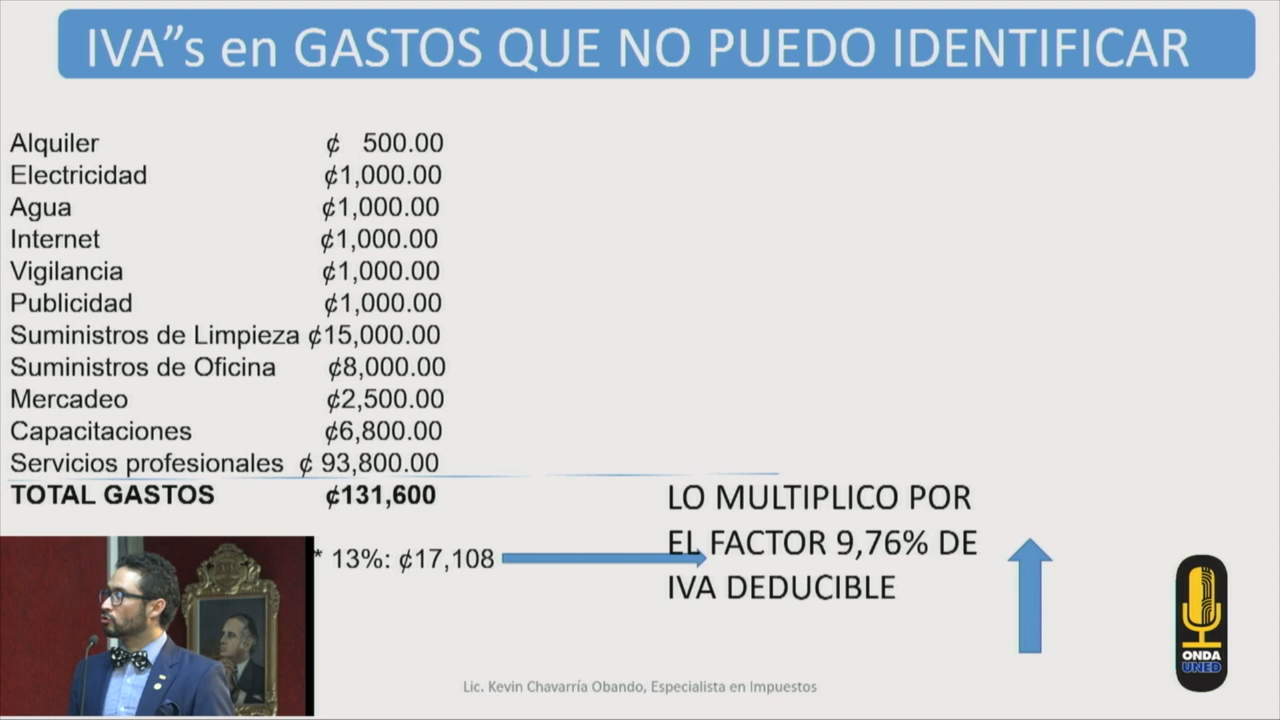 IVA”s en GASTOS QUE NO PUEDO IDENTIFICAR
Alquiler ₡ 500.00
Electricidad ₡1,000.00
Agua ₡1,000.00
Internet ₡1,000.00
Vigilancia ₡1,000.00
Publicidad ₡1,000.00
Suministros de Limpieza ₡15,000.00
Suministros de Oficina ₡8,000.00
Mercadeo ₡2,500.00
Capacitaciones ₡6,800.00
Servicios profesionales ₡ 93,800.00
TOTAL GASTOS ₡131,600
* 13%: ₡17,108
LO MULTIPLICO POR
EL FACTOR 9,76% DE
IVA DEDUCIBLE
ONDA
UNED
Lic. Kevin Chavarría Obando, Especialista en Impuestos